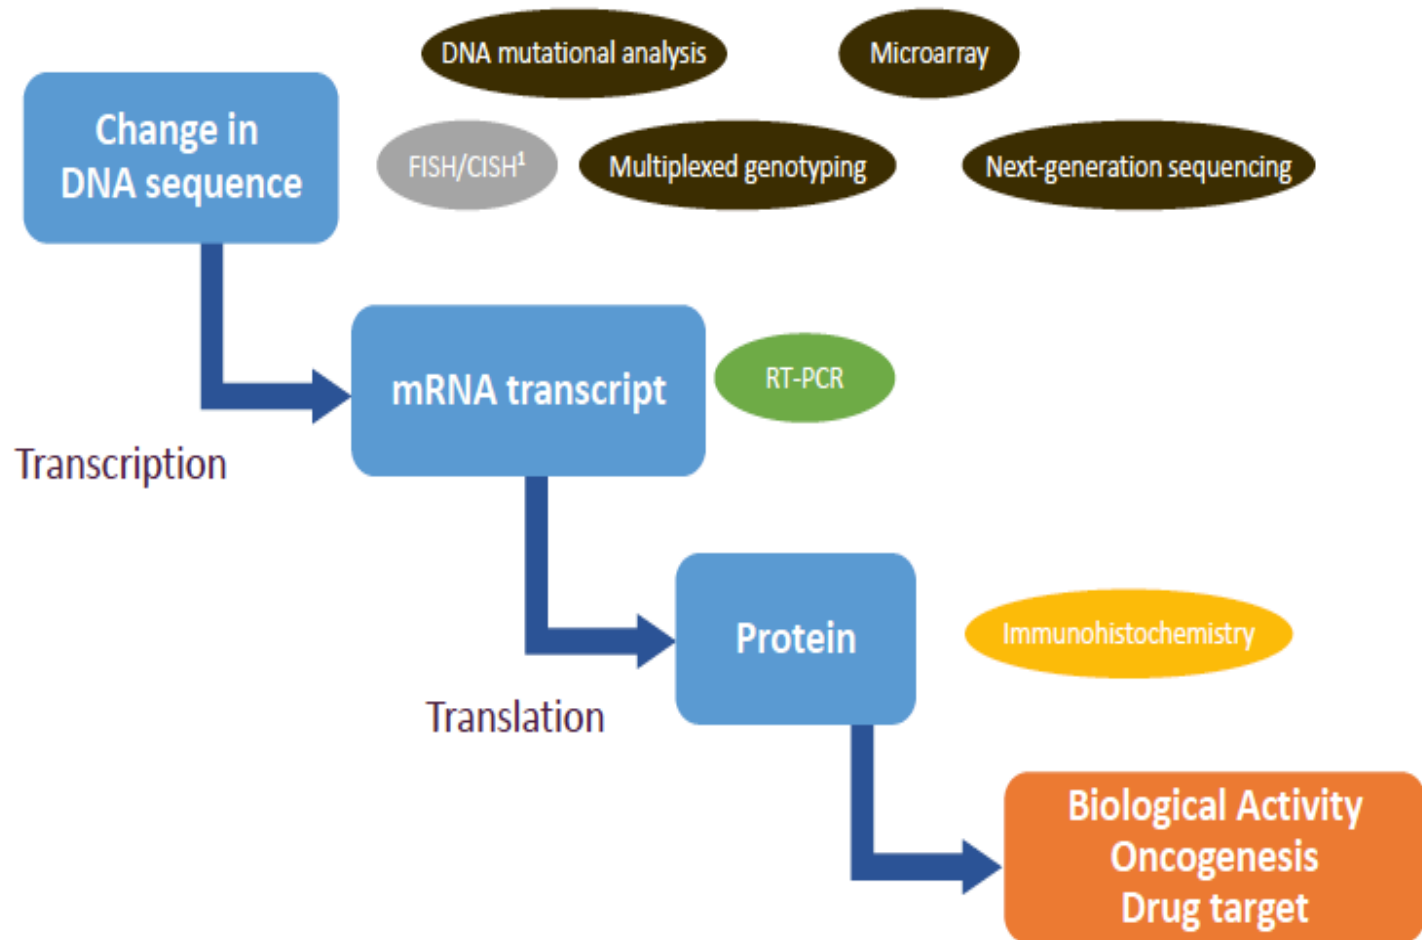 DNA mutational analysis
Microarray
Change in
DNA sequence
FISH/CISH¹
Multiplexed genotyping
Next-generation sequencing
mRNA transcript
RT-PCR
Transcription
Protein
Immunohistochemistry
Translation
Biological Activity
Oncogenesis
Drug target